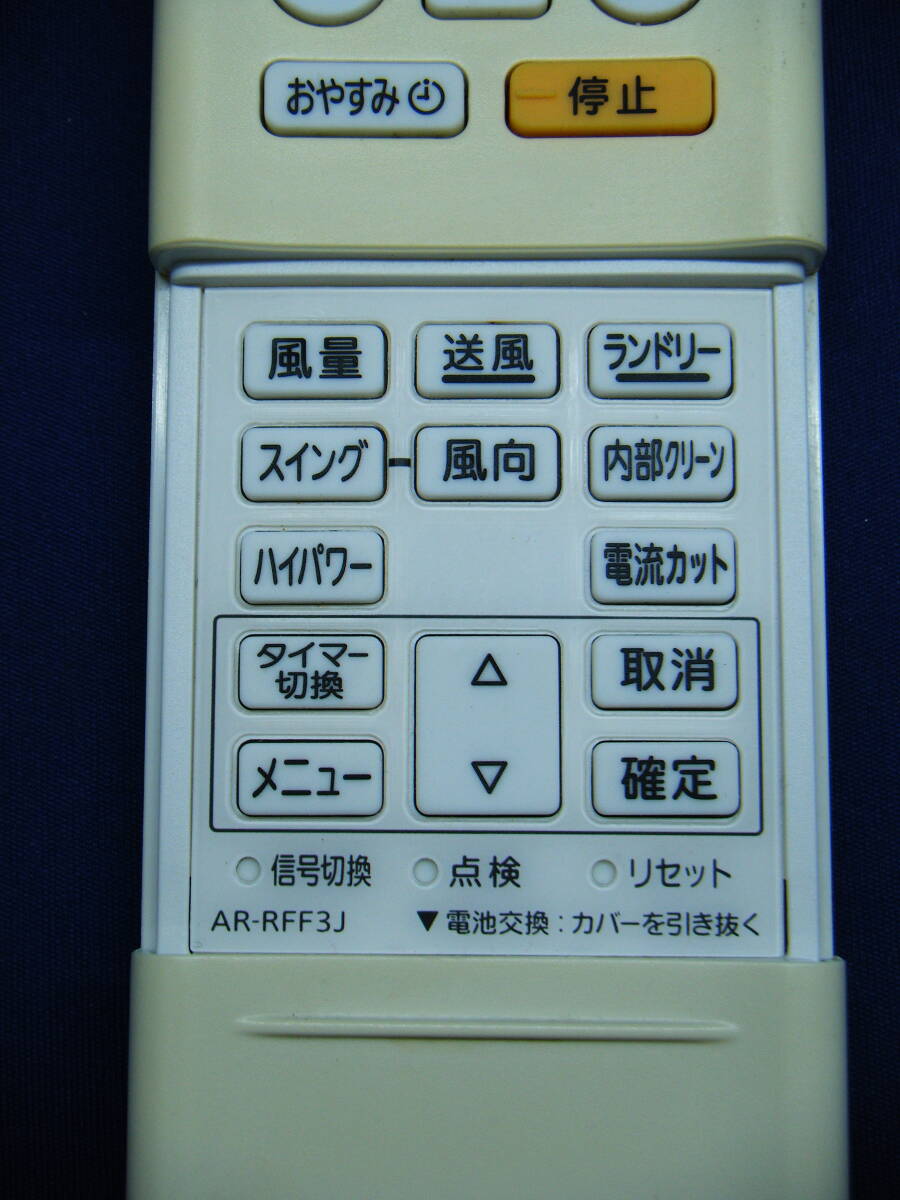 おやすみ
停止
風量 送風 ランドリー
スイング 風向 内部クリーン
ハイパワー 電流カット
タイマー
切換
△ 取消
メニュー ▽ 確定
信号切換 点検 リセット
AR-RFF3J ▼電池交換：カバーを引き抜く